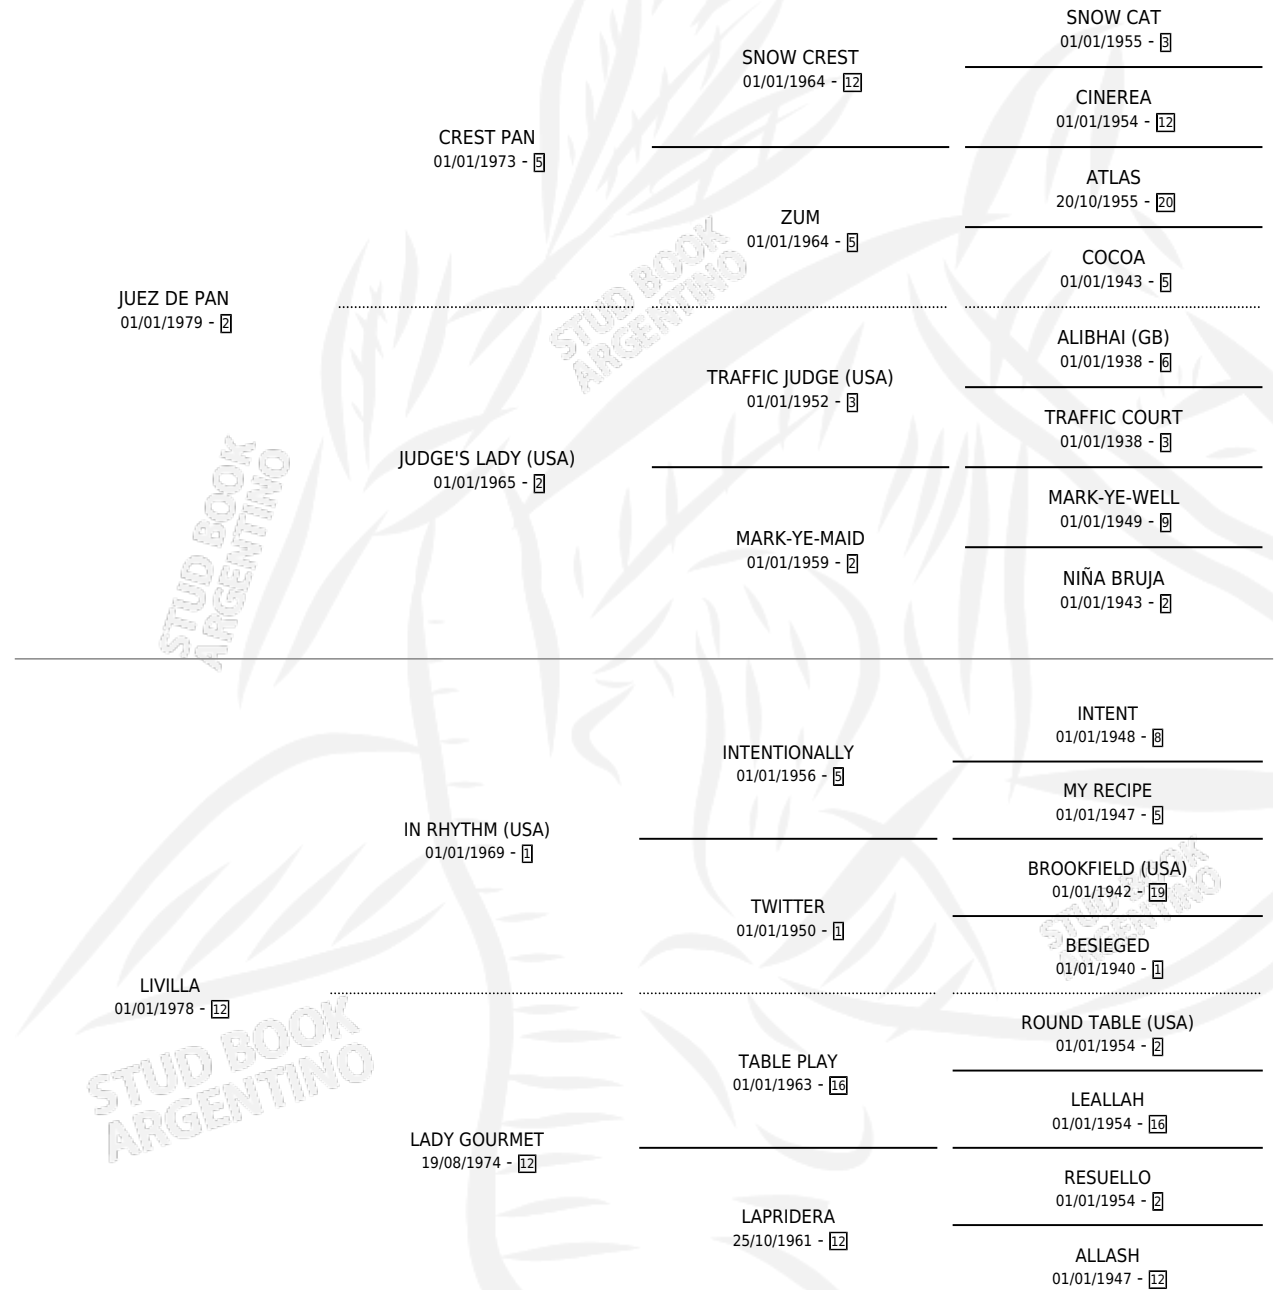 SNOW CAT
01/01/1955 - 3
SNOW CREST
01/01/1964 - 12
CINEREA
01/01/1954 - 12
CREST PAN
01/01/1973 - 5
ATLAS
20/10/1955 - 20
ZUM
01/01/1964 - 5
COCOA
01/01/1943 - 5
JUEZ DE PAN
01/01/1979 - 2
ALIBHAI (GB)
01/01/1938 - 6
TRAFFIC JUDGE (USA)
01/01/1952 - 3
TRAFFIC COURT
01/01/1938 - 3
JUDGE'S LADY (USA)
01/01/1965 - 2
MARK-YE-WELL
01/01/1949 - 9
MARK-YE-MAID
01/01/1959 - 2
NIÑA BRUJA
01/01/1943 - 2
INTENT
01/01/1948 - 8
INTENTIONALLY
01/01/1956 - 5
MY RECIPE
01/01/1947 - 5
IN RHYTHM (USA)
01/01/1969 - 1
BROOKFIELD (USA)
01/01/1942 - 19
TWITTER
01/01/1950 - 1
BESIEGED
01/01/1940 - 1
LIVILLA
01/01/1978 - 12
ROUND TABLE (USA)
01/01/1954 - 2
TABLE PLAY
01/01/1963 - 16
LEALLAH
01/01/1954 - 16
LADY GOURMET
19/08/1974 - 12
RESUELLO
01/01/1954 - 2
LAPRIDERA
25/10/1961 - 12
ALLASH
01/01/1947 - 12
STUD BOOK
ARGENTINO
STUD BOOK
ARGENTINO
STUD BOOK
ARGENTINO
STUD BOOK
ARGENTINO